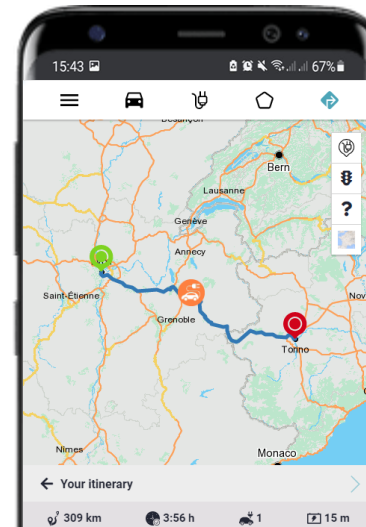 15:43
67%
Besançon
Bern
Lausanne
Genève
Annecy
Saint-Étienne
Grenoble
Torino
Nov
Nîmes
Monaco
?
Your itinerary
309 km 3:56 h 1 15 m